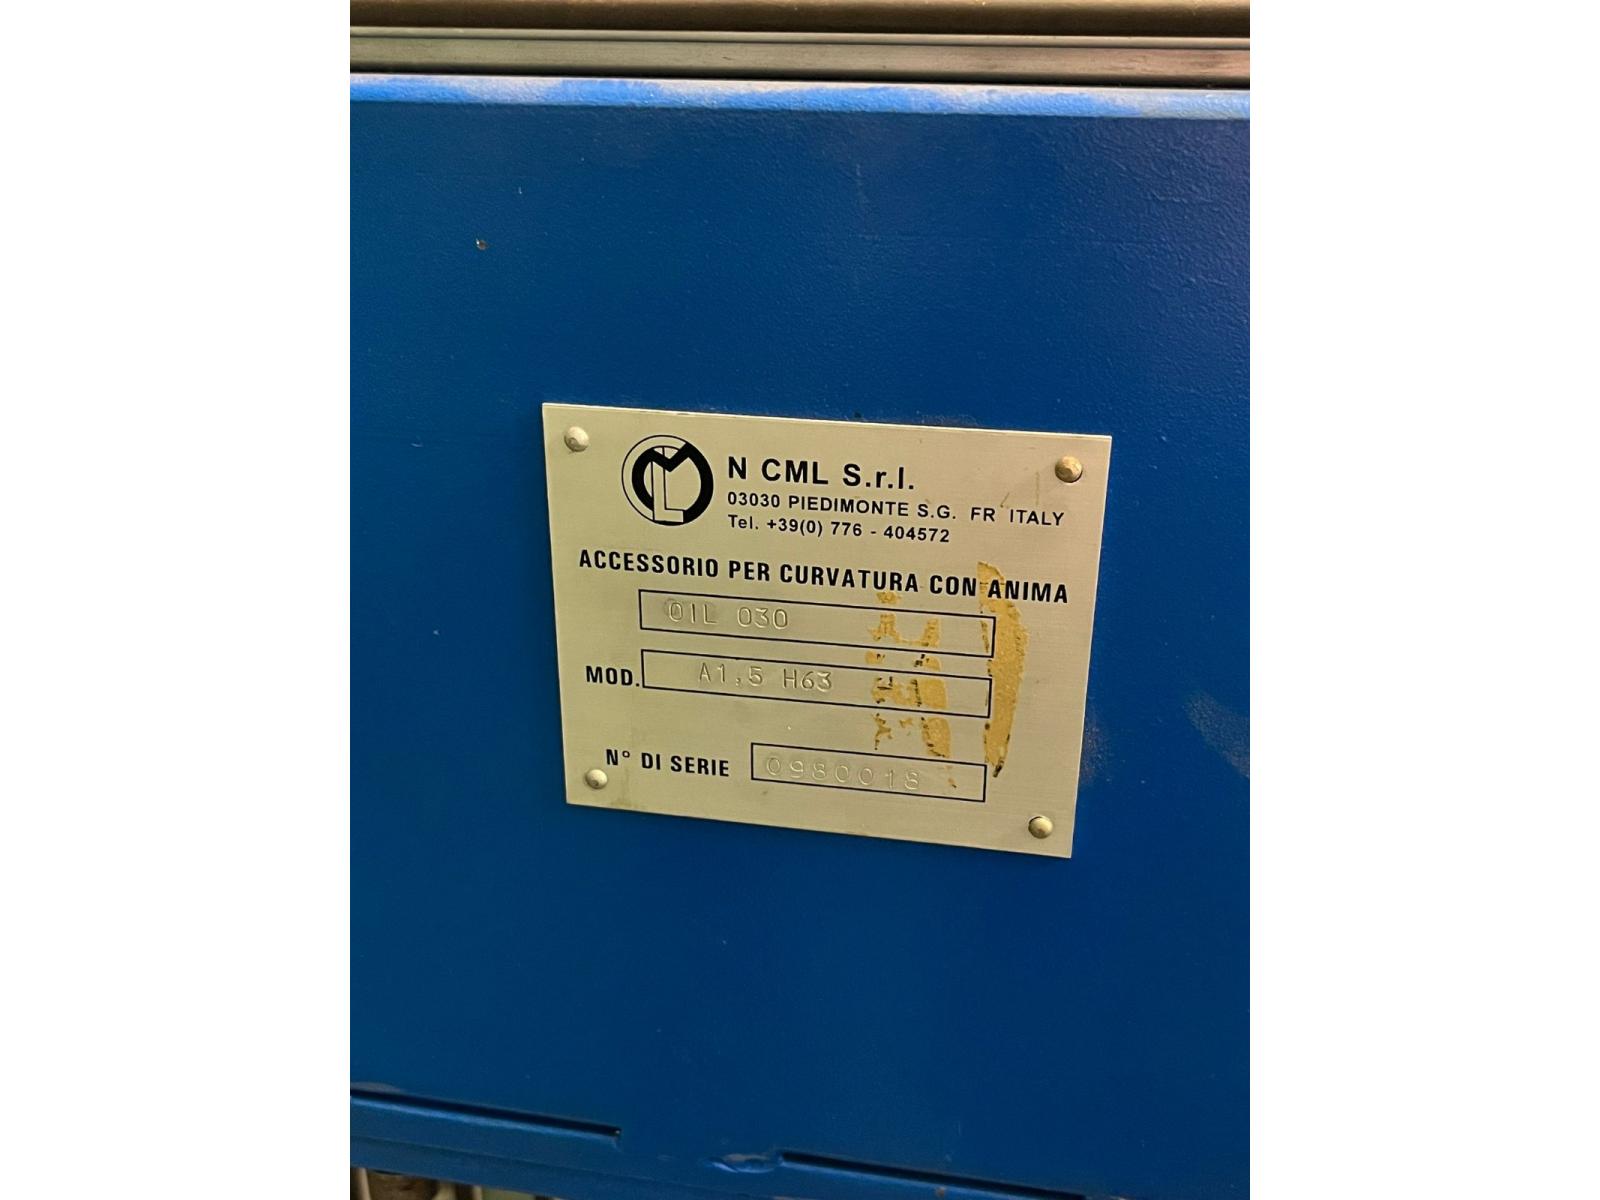 N CML S.r.l.
03030 PIEDIMONTE S.G. FR ITALY
Tel. +39(0) 776 - 404572
ACCESSORIO PER CURVATURA CON ANIMA
OIL 030
MOD. A1,5 H63
N° DI SERIE 0980018